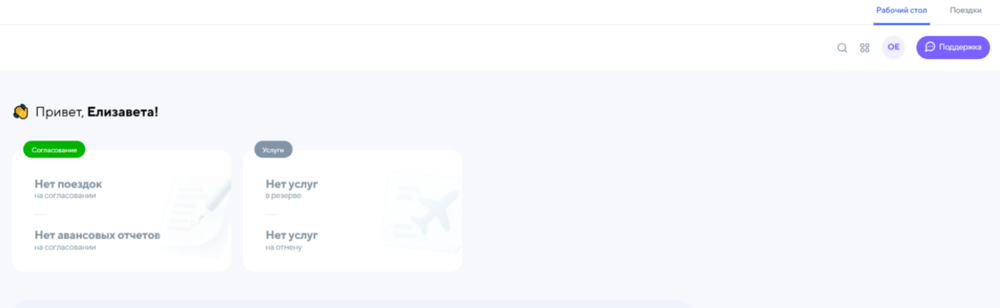 Рабочий стол Поездки
ОЕ Поддержка
Привет, Елизавета!
Согласование
Нет поездок
на согласовании
Нет авансовых отчетов
на согласовании
Услуги
Нет услуг
в резерве
Нет услуг
на отмену